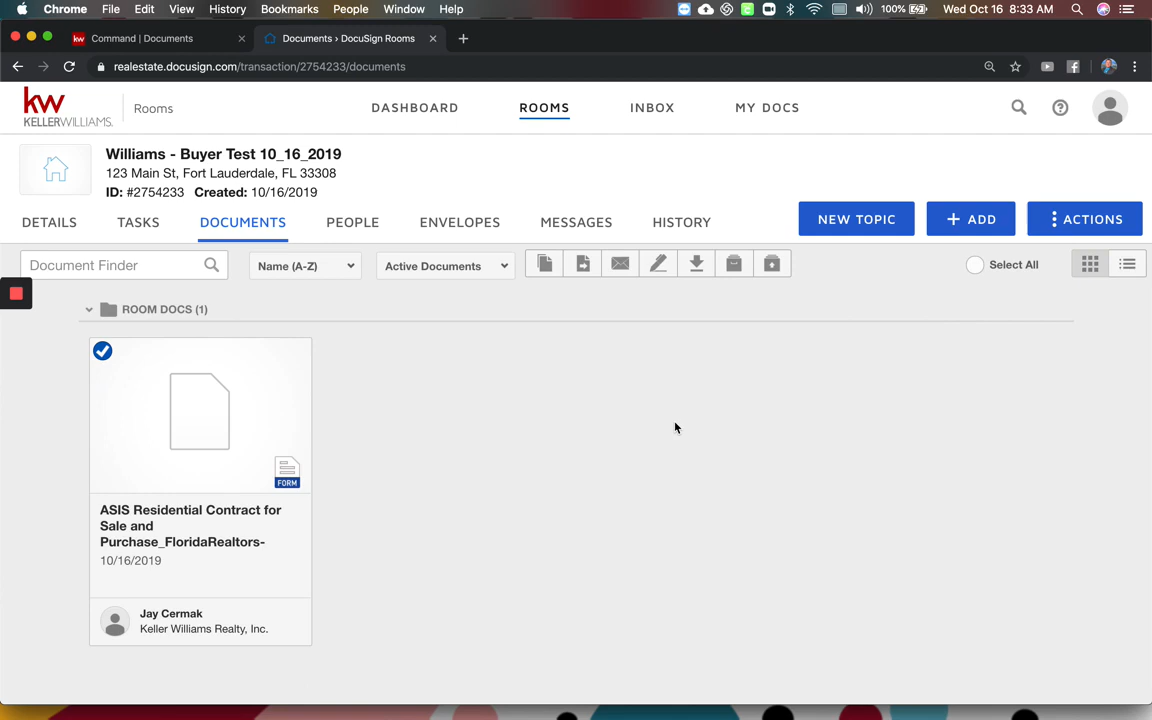 Chrome File Edit View History Bookmarks People Window Help 100% Wed Oct 16 8:33 AM
kw Command | Documents Documents › DocuSign Rooms
realestate.docusign.com/transaction/2754233/documents
kw
KELLERWILLIAMS.
Rooms
DASHBOARD ROOMS INBOX MY DOCS
Williams - Buyer Test 10_16_2019
123 Main St, Fort Lauderdale, FL 33308
ID: #2754233 Created: 10/16/2019
DETAILS TASKS DOCUMENTS PEOPLE ENVELOPES MESSAGES HISTORY NEW TOPIC + ADD ACTIONS
Document Finder Name (A-Z) Active Documents Select All
ROOM DOCS (1)
FORM
ASIS Residential Contract for
Sale and
Purchase_FloridaRealtors-
10/16/2019
Jay Cermak
Keller Williams Realty, Inc.